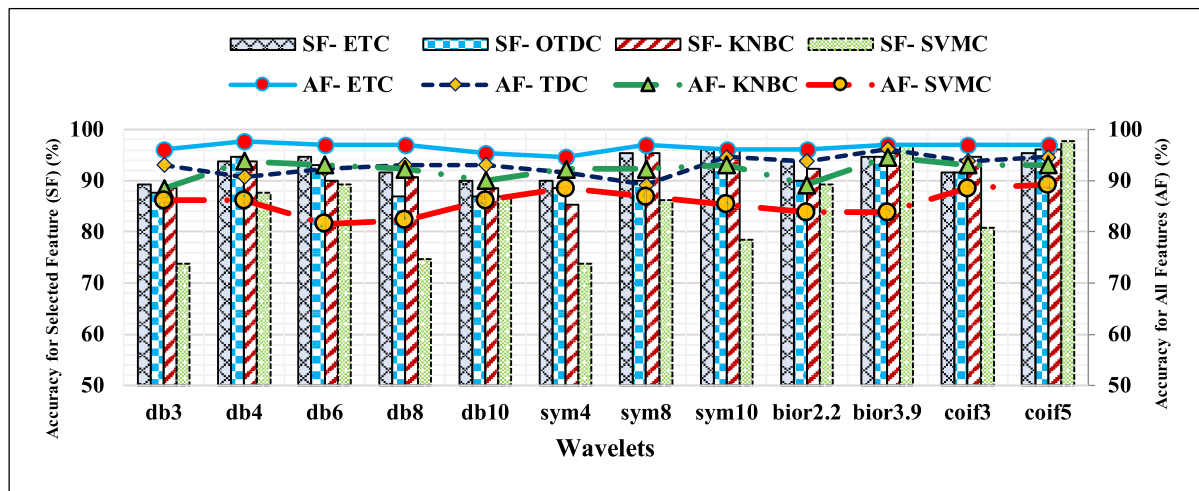 SF- ETC SF- OTDC SF- KNBC SF- SVMC
AF- ETC AF- TDC AF- KNBC AF- SVMC
Accuracy for Selected Feature (SF) (%)
100
90
80
70
60
50
100
90
80
70
60
50
Accuracy for All Features (AF) (%)
db3 db4 db6 db8 db10 sym4 sym8 sym10 bior2.2 bior3.9 coif3 coif5
Wavelets